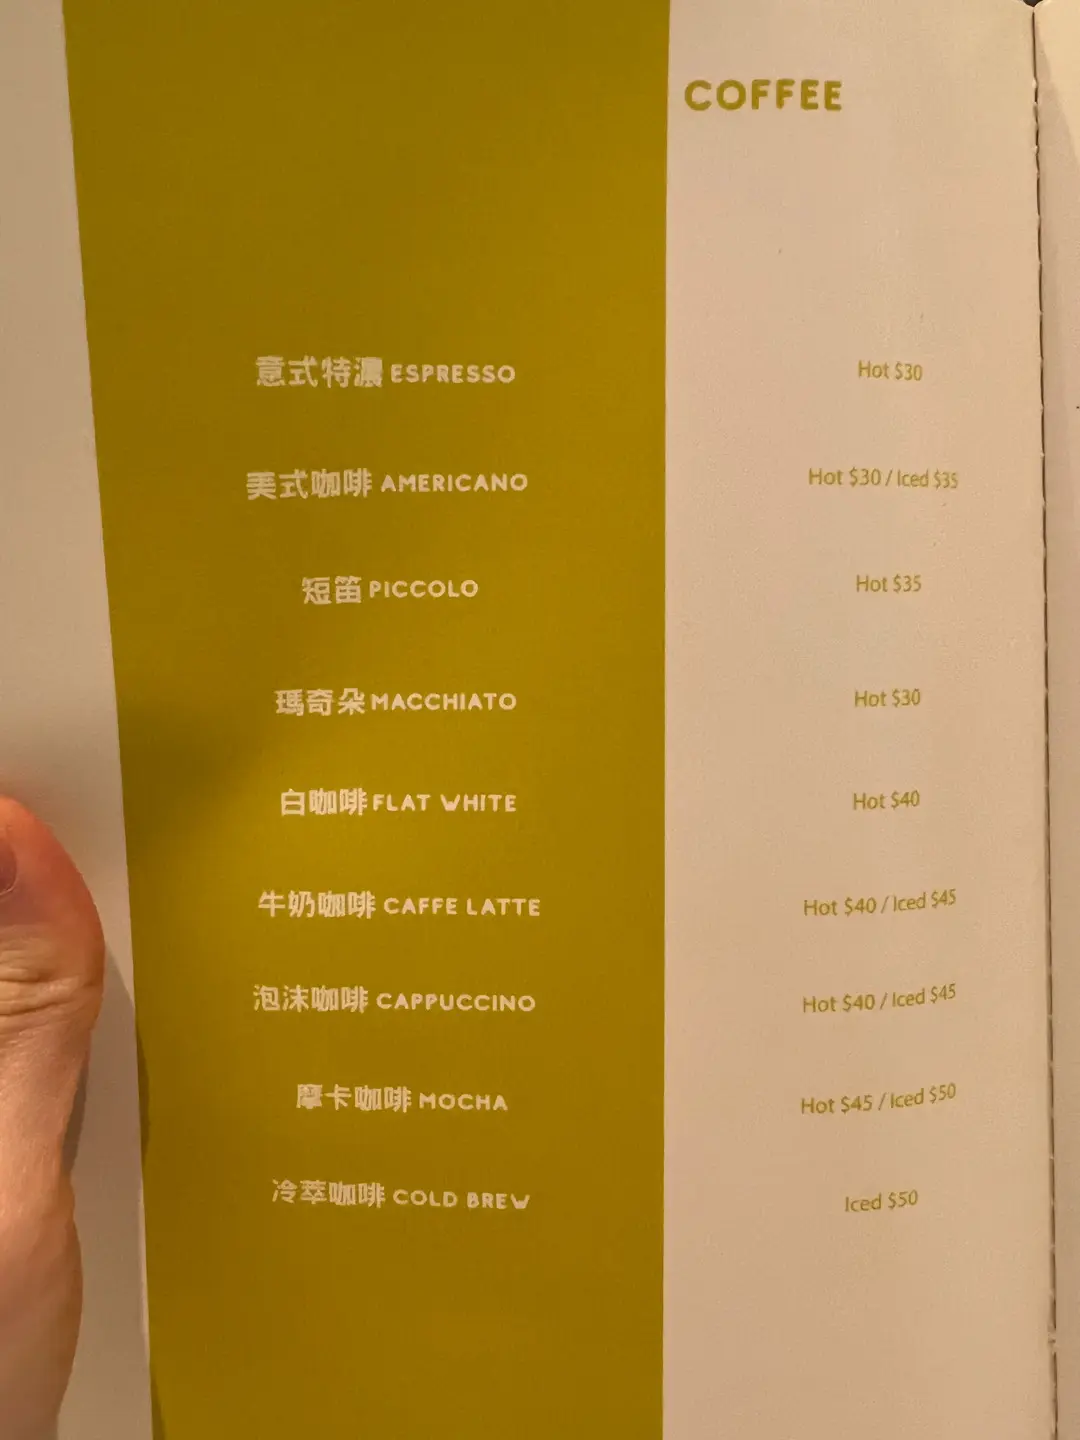 COFFEE
意式特濃 ESPRESSO Hot $30
美式咖啡 AMERICANO Hot $30 / Iced $35
短笛 PICCOLO Hot $35
瑪奇朵 MACCHIATO Hot $30
白咖啡 FLAT WHITE Hot $40
牛奶咖啡 CAFFE LATTE Hot $40 / Iced $45
泡沫咖啡 CAPPUCCINO Hot $40 / Iced $45
摩卡咖啡 MOCHA Hot $45 / Iced $50
冷萃咖啡 COLD BREW Iced $50